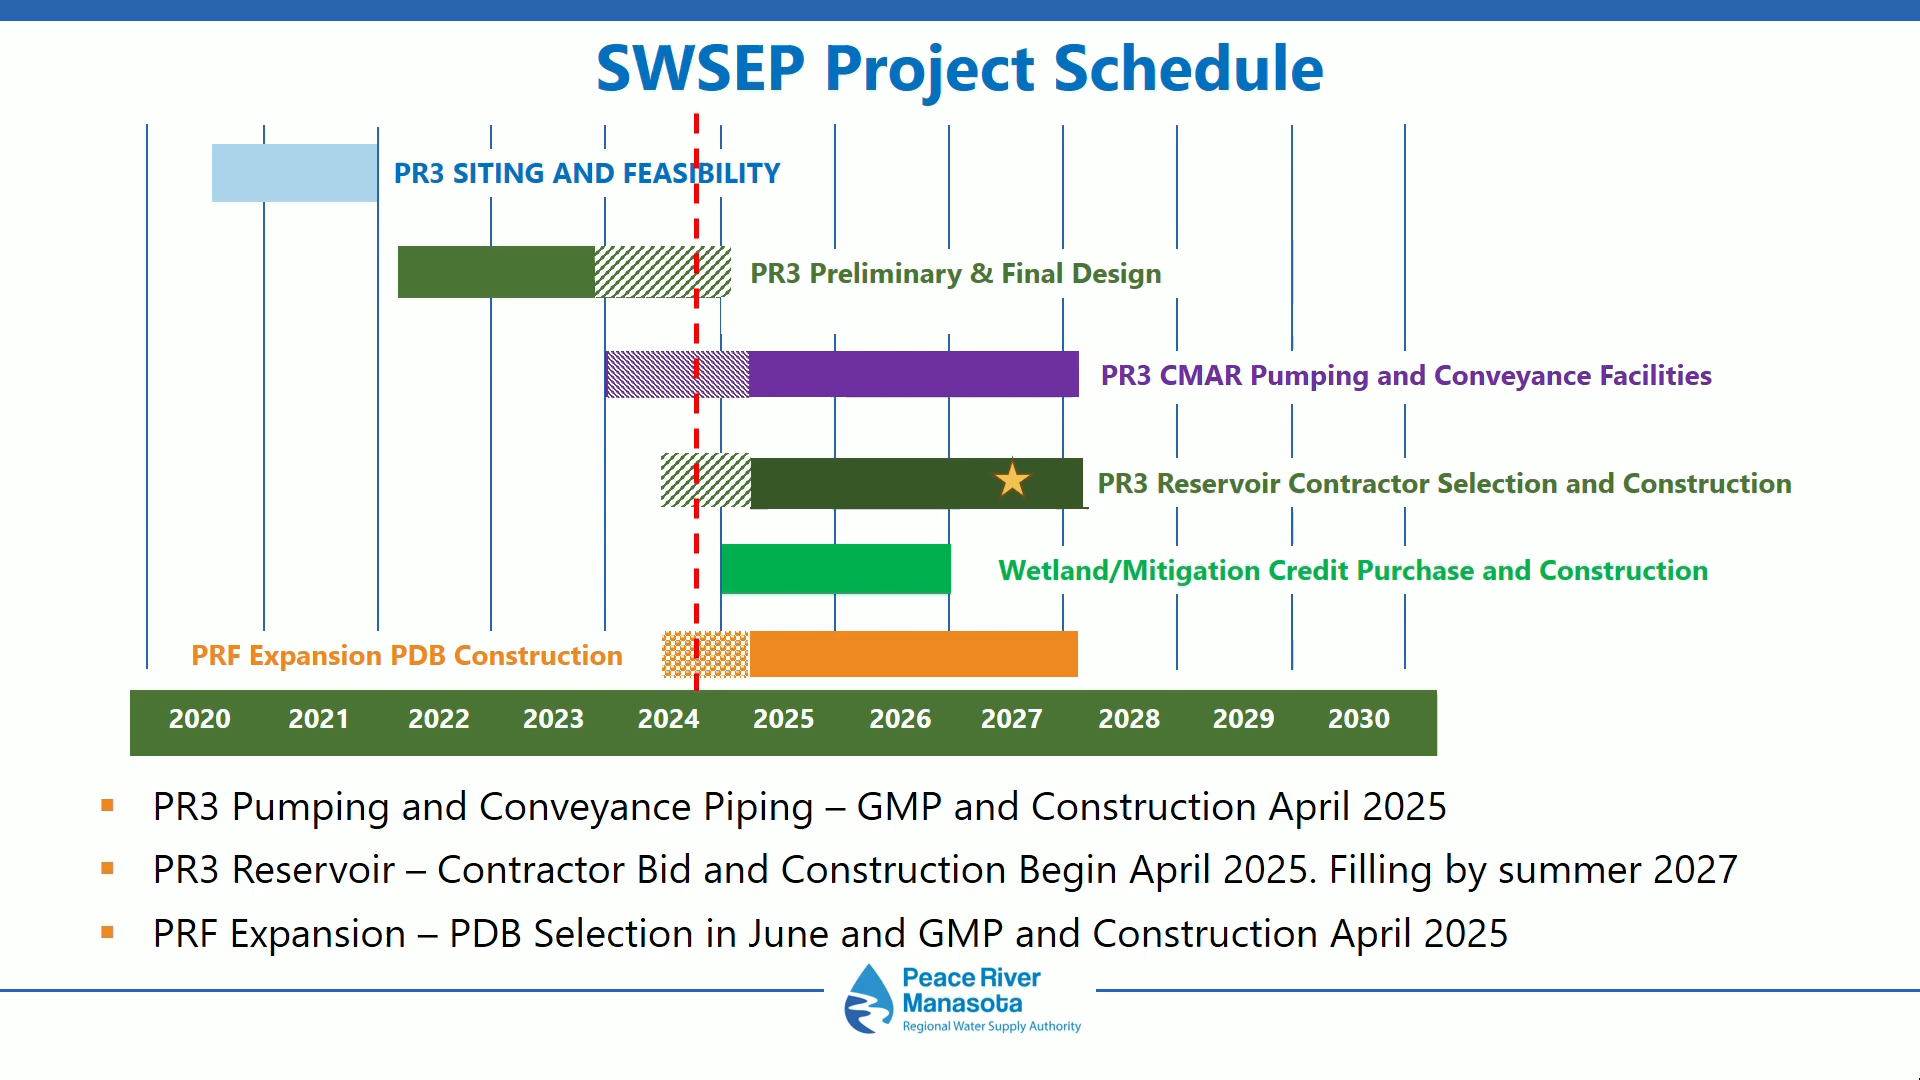 SWSEP Project Schedule
PR3 SITING AND FEASIBILITY
PR3 Preliminary & Final Design
PR3 CMAR Pumping and Conveyance Facilities
PR3 Reservoir Contractor Selection and Construction
Wetland/Mitigation Credit Purchase and Construction
PRF Expansion PDB Construction
2020 2021 2022 2023 2024 2025 2026 2027 2028 2029 2030
▪ PR3 Pumping and Conveyance Piping – GMP and Construction April 2025
▪ PR3 Reservoir – Contractor Bid and Construction Begin April 2025. Filling by summer 2027
▪ PRF Expansion – PDB Selection in June and GMP and Construction April 2025
Peace River
Manasota
Regional Water Supply Authority